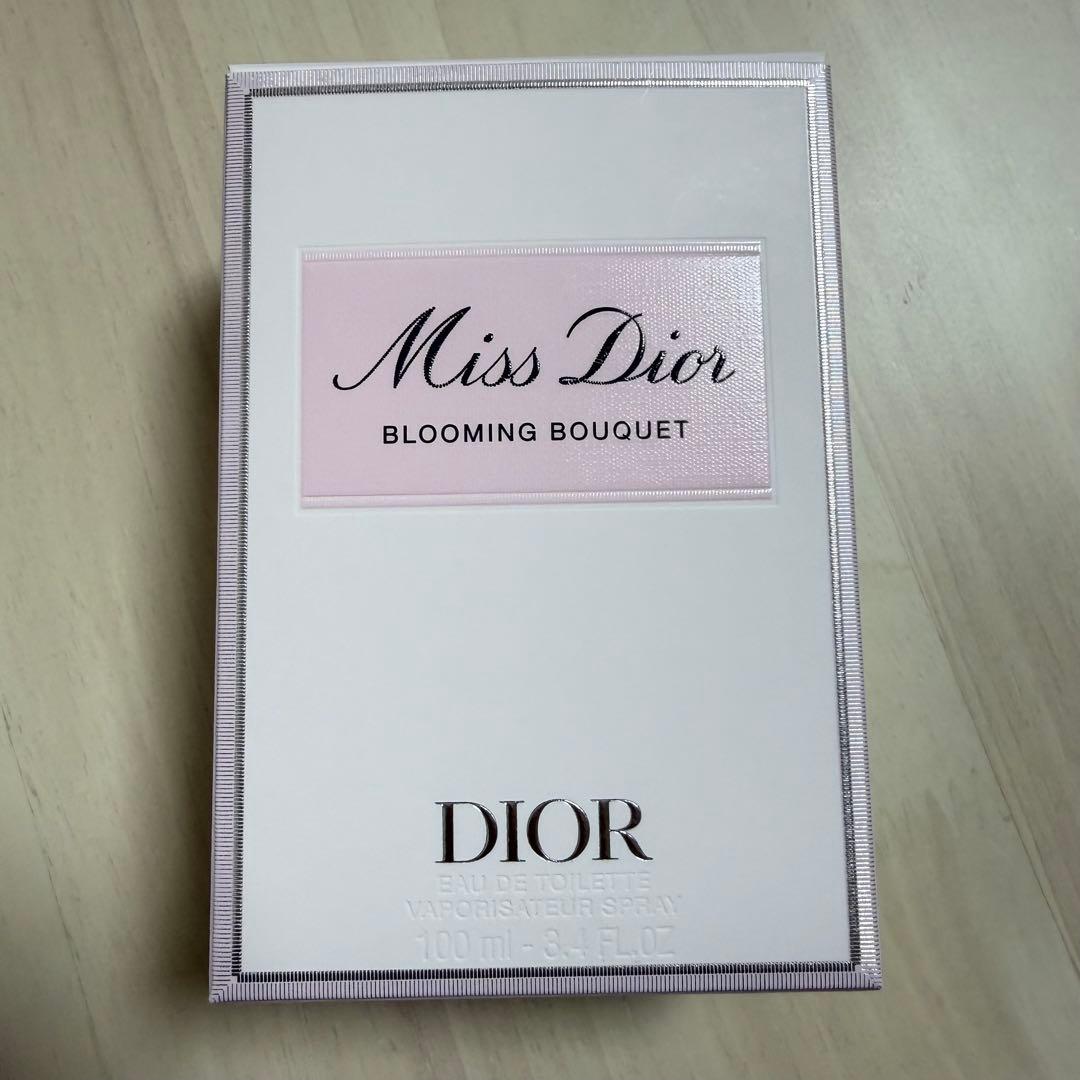 Miss Dior
BLOOMING BOUQUET
DIOR
EAU DE TOILETTE
VAPORISATEUR SPRAY
100 ml - 3.4 FL.OZ